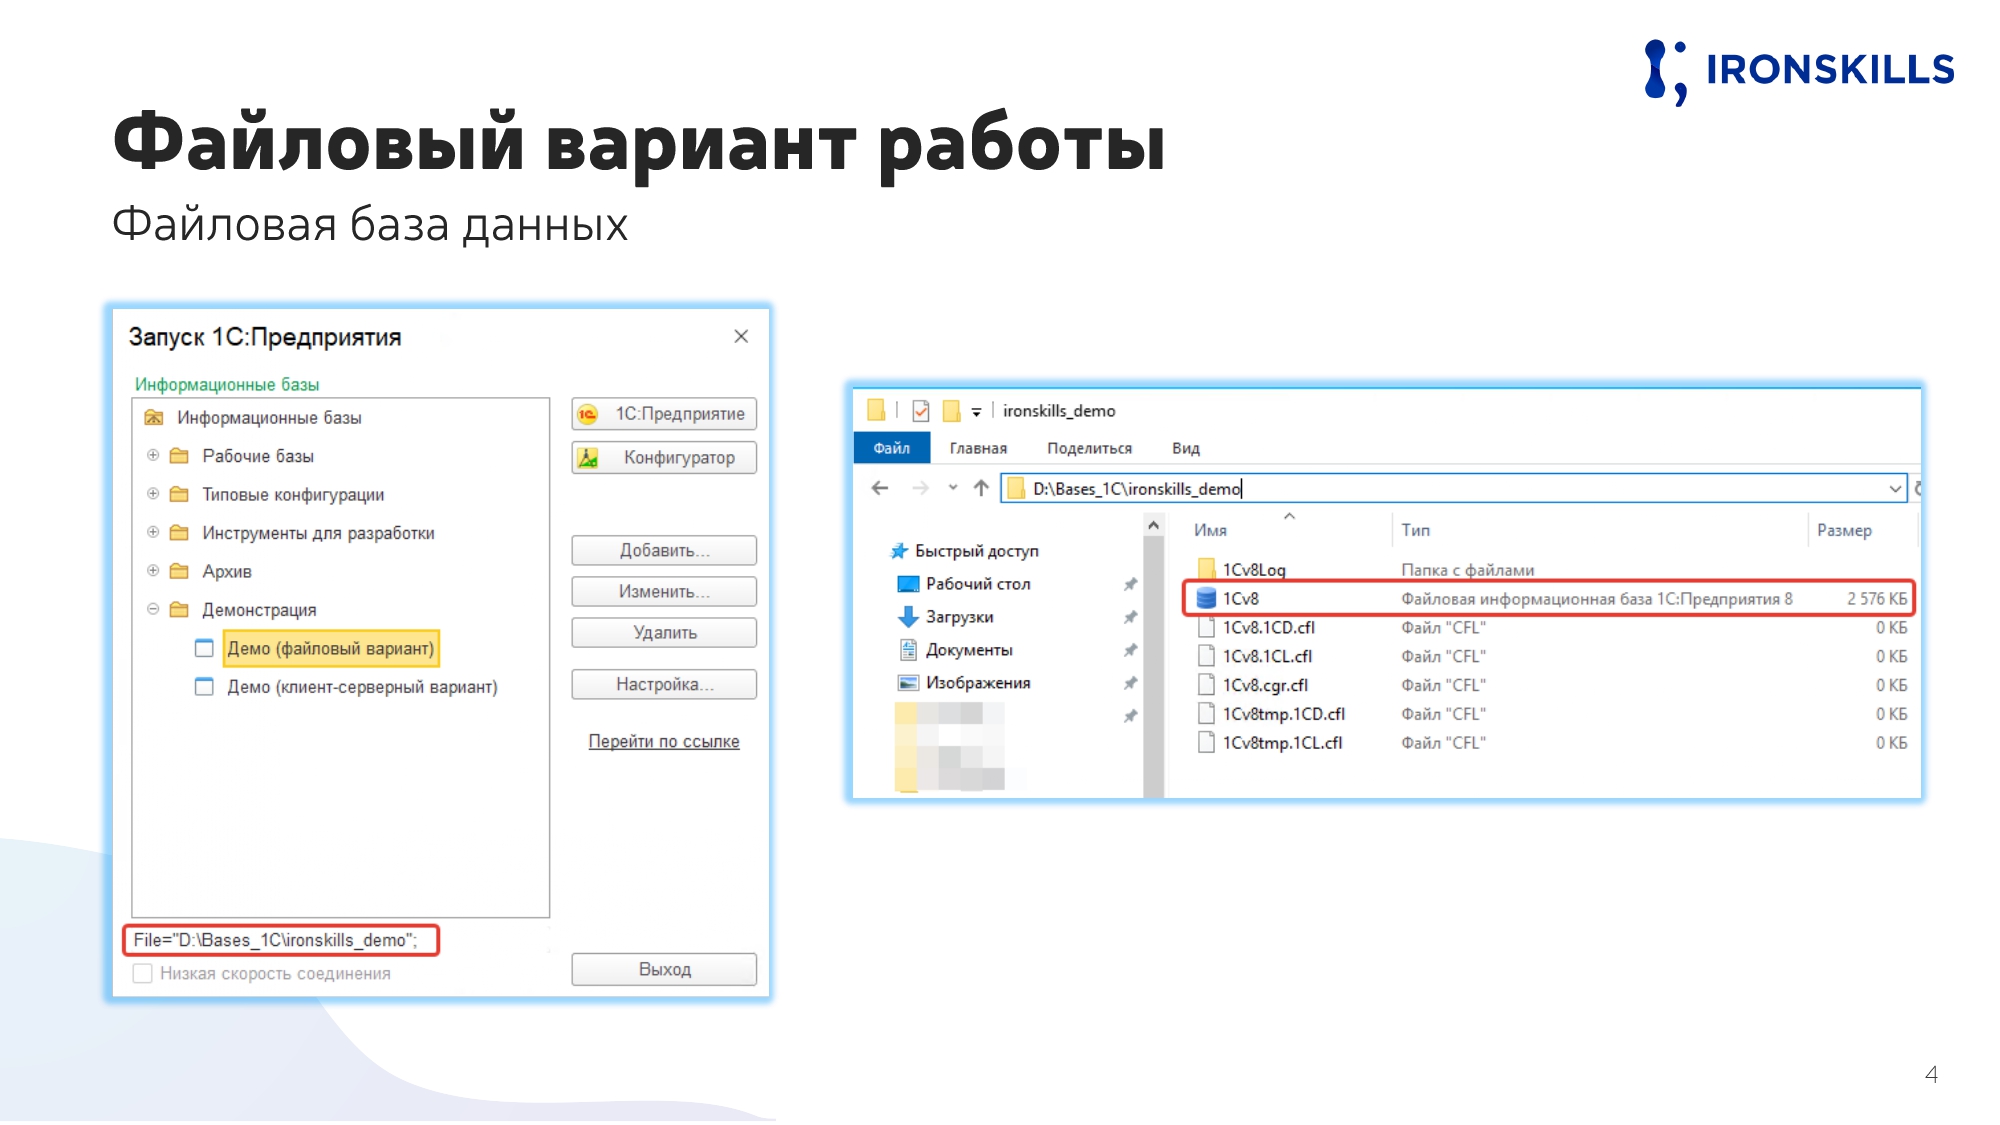 IRONSKILLS
Файловый вариант работы
Файловая база данных
Запуск 1С:Предприятия
Информационные базы
Информационные базы
Рабочие базы
Типовые конфигурации
Инструменты для разработки
Архив
Демонстрация
Демо (файловый вариант)
Демо (клиент-серверный вариант)
1С:Предприятие
Конфигуратор
Добавить...
Изменить...
Удалить
Настройка...
Перейти по ссылке
File="D:\Bases_1C\ironskills_demo";
Низкая скорость соединения
Выход
ironskills_demo
Файл Главная Поделиться Вид
D:\Bases_1C\ironskills_demo
Быстрый доступ
Рабочий стол
Загрузки
Документы
Изображения
Имя Тип Размер
1Cv8Log Папка с файлами
1Cv8 Файловая информационная база 1С:Предприятия 8 2 576 КБ
1Cv8.1CD.cfl Файл "CFL" 0 КБ
1Cv8.1CL.cfl Файл "CFL" 0 КБ
1Cv8.cgr.cfl Файл "CFL" 0 КБ
1Cv8tmp.1CD.cfl Файл "CFL" 0 КБ
1Cv8tmp.1CL.cfl Файл "CFL" 0 КБ
4